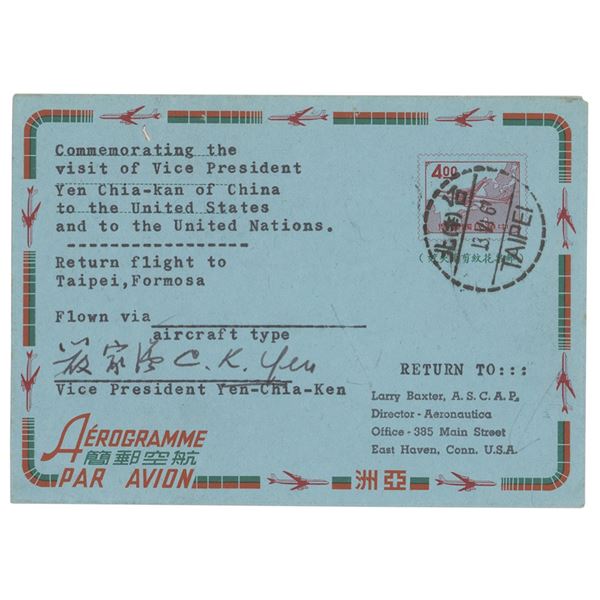 Commemorating the
visit of Vice President
Yen Chia-kan of China
to the United States
and to the United Nations.
Return flight to
Taipei,Formosa
Flown via
aircraft type
嚴家淦 C. K. Yen
Vice President Yen-Chia-Ken
4.00
台北
TAIPEI
RETURN TO:::
Larry Baxter, A. S. C. A. P.
Director - Aeronautica
Office - 385 Main Street
East Haven, Conn. U.S.A.
AÉROGRAMME
簡郵空航
PAR AVION
洲亞